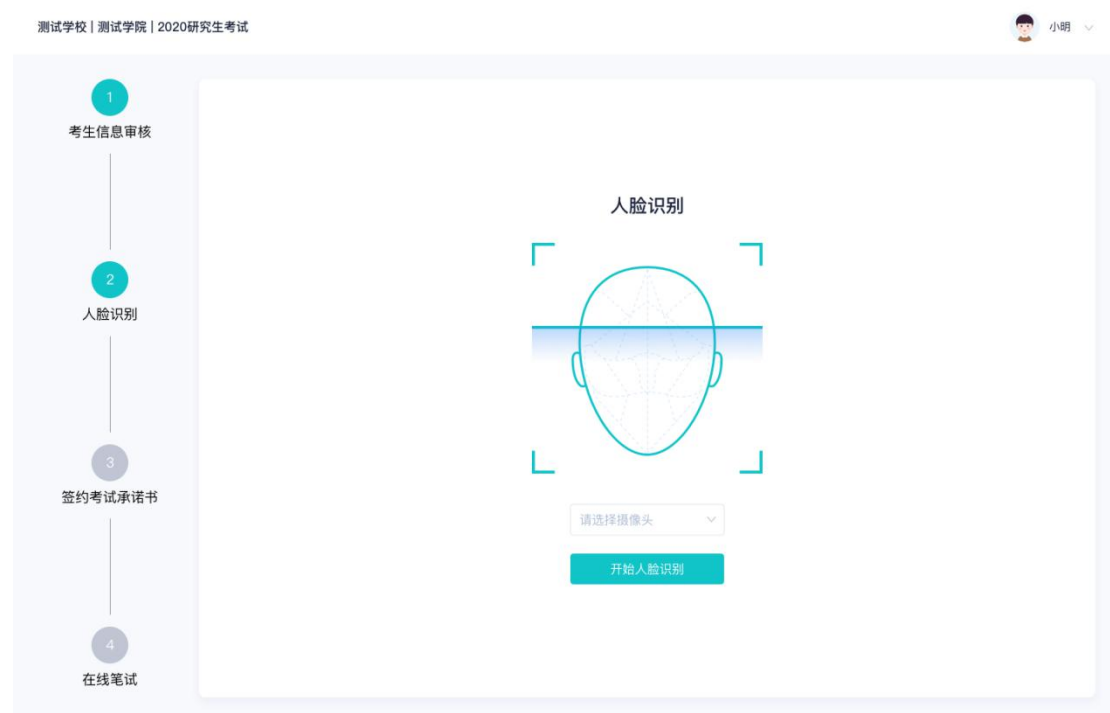 测试学校 | 测试学院 | 2020研究生考试
小明
1
考生信息审核
2
人脸识别
3
签约考试承诺书
4
在线笔试
人脸识别
请选择摄像头
开始人脸识别